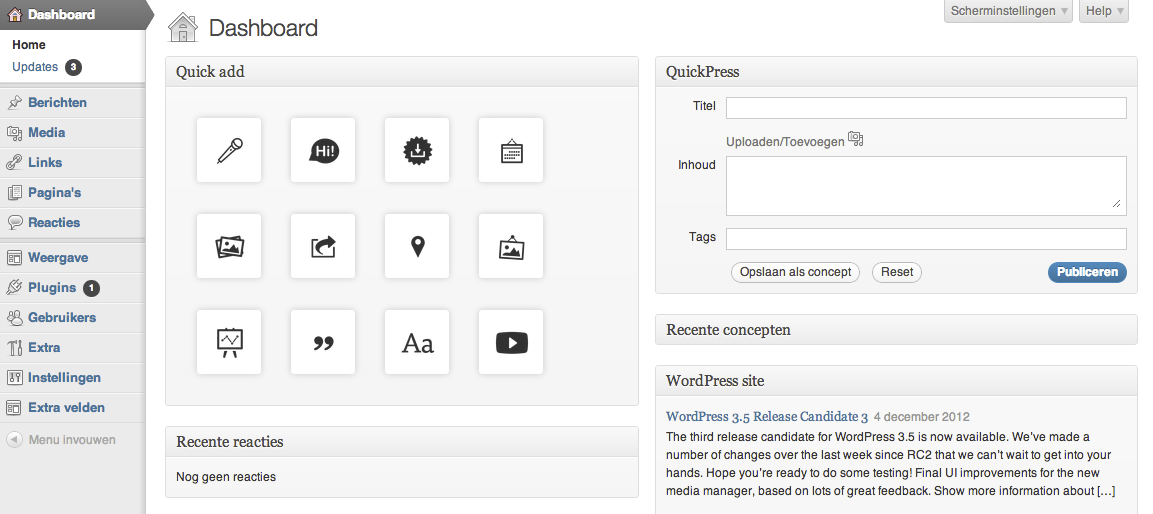 Dashboard
Home
Updates 3
Berichten
Media
Links
Pagina's
Reacties
Weergave
Plugins 1
Gebruikers
Extra
Instellingen
Extra velden
Menu invouwen
Scherminstellingen
Help
Dashboard
Quick add
Hi!
Aa
Recente reacties
Nog geen reacties
QuickPress
Titel
Uploaden/Toevoegen
Inhoud
Tags
Opslaan als concept
Reset
Publiceren
Recente concepten
WordPress site
WordPress 3.5 Release Candidate 3 4 december 2012
The third release candidate for WordPress 3.5 is now available. We've made a
number of changes over the last week since RC2 that we can't wait to get into your
hands. Hope you're ready to do some testing! Final UI improvements for the new
media manager, based on lots of great feedback. Show more information about [...]